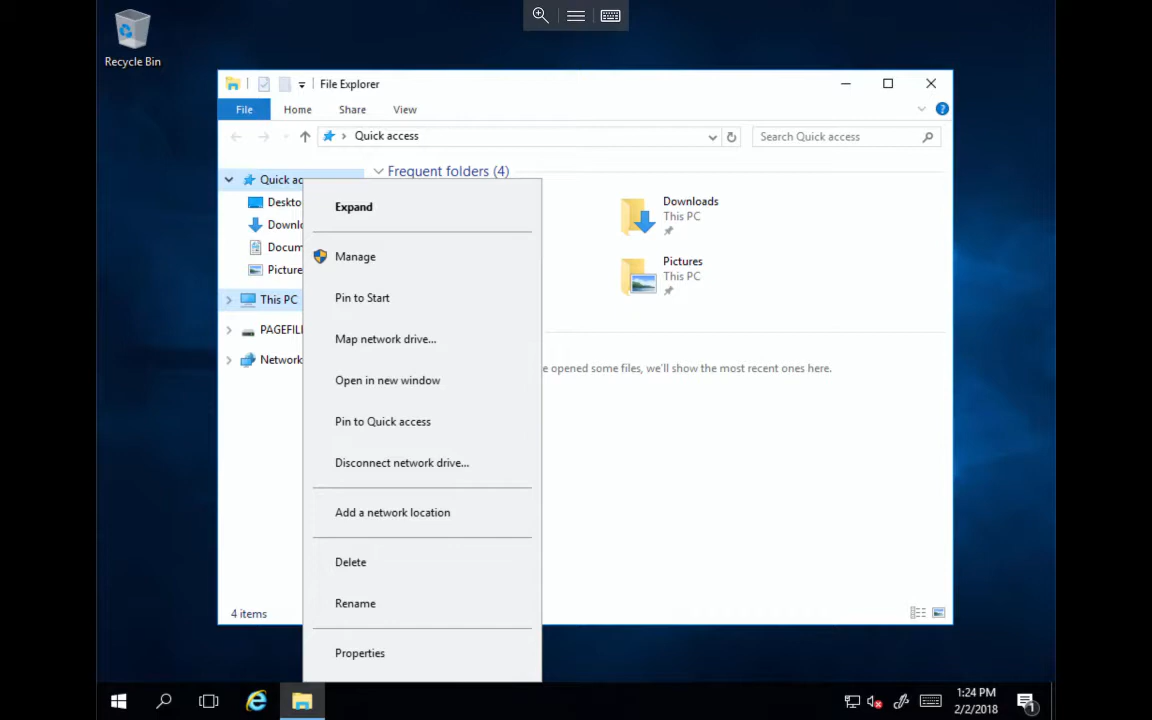 Recycle Bin
File Explorer
File
Home
Share
View
Quick access
Search Quick access
Frequent folders (4)
Quick ac
Deskto
Downlo
Docum
Picture
This PC
PAGEFIL
Network
Expand
Manage
Pin to Start
Map network drive...
Open in new window
Pin to Quick access
Disconnect network drive...
Add a network location
Delete
Rename
Properties
Downloads
This PC
Pictures
This PC
e opened some files, we'll show the most recent ones here.
4 items
1:24 PM
2/2/2018
1